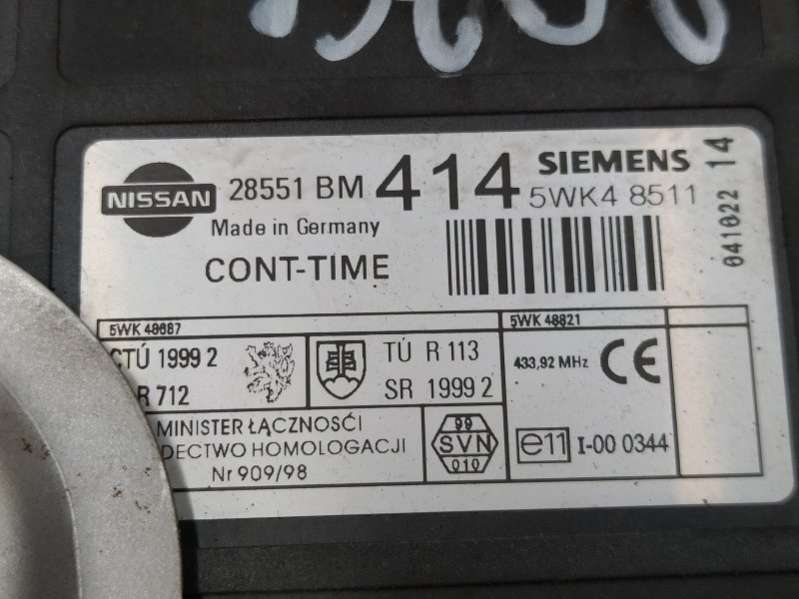 NISSAN 28551 BM 414 SIEMENS
5WK4 8511
Made in Germany
CONT-TIME
041022 14
5WK 48687
5WK 48821
CTÚ 1999 2
R 712
TÚ R 113
SR 1999 2
433,92 MHz CE
MINISTER ŁĄCZNOSĆI
DECTWO HOMOLOGACJI
Nr 909/98
99
SVN
010
e11 I-00 0344